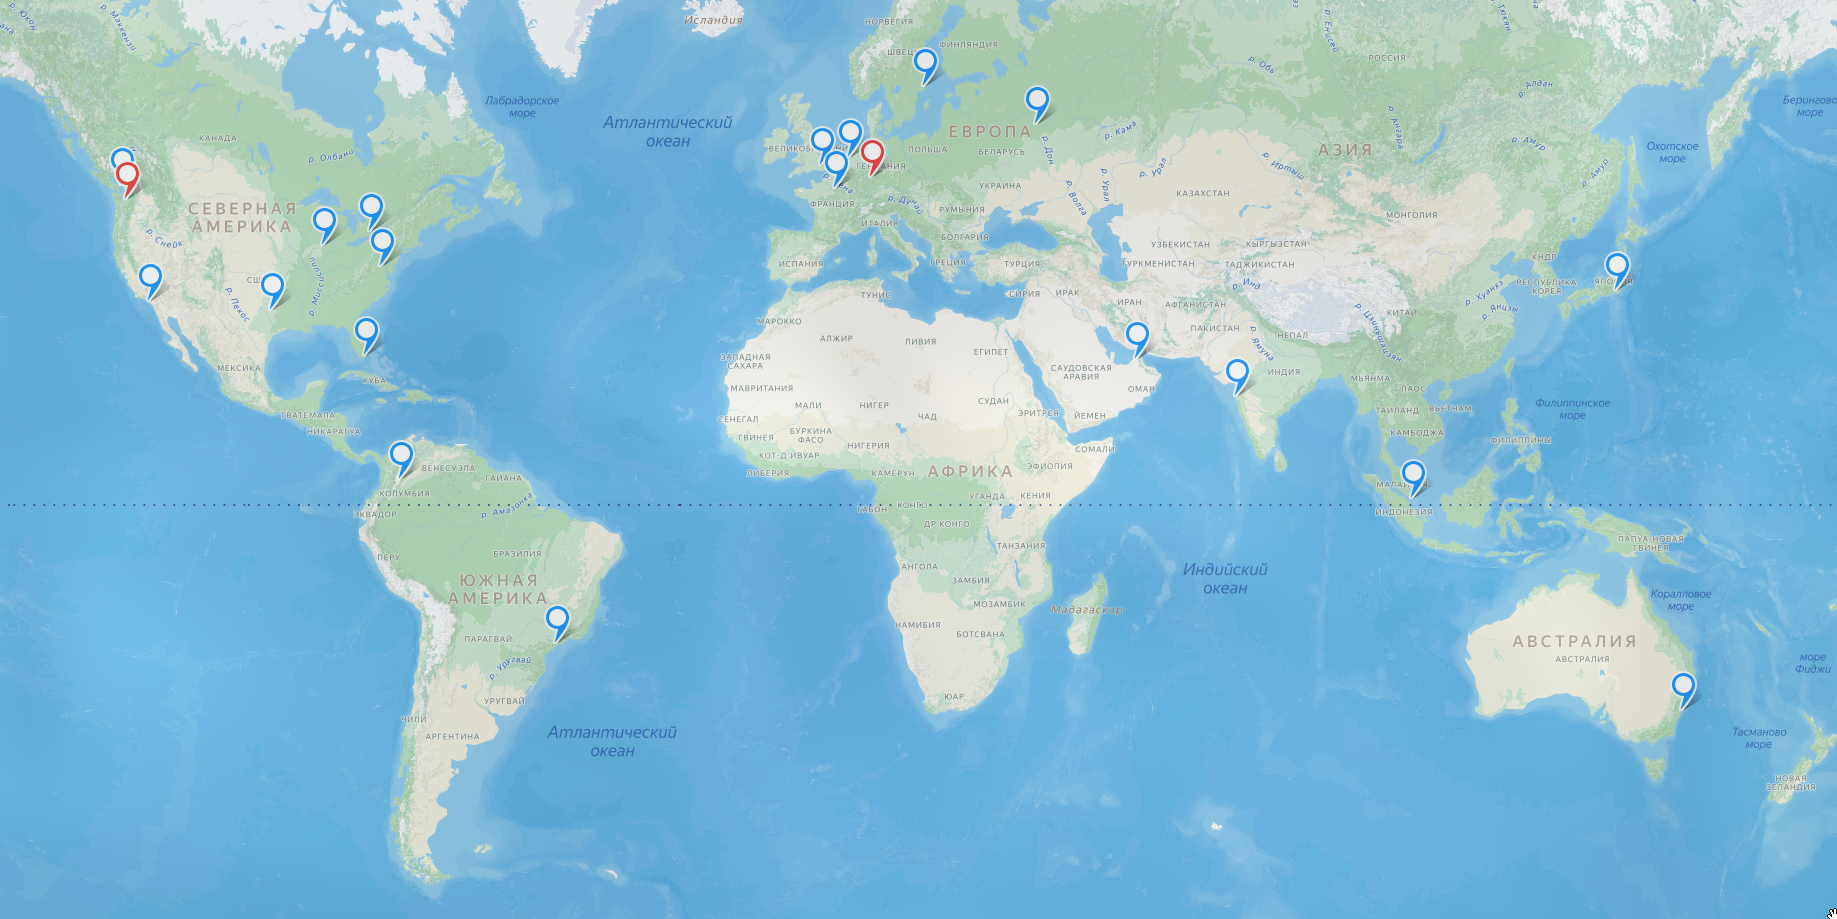 р. Юкон
р. Маккензи
Исландия
НОРВЕГИЯ
ФИНЛЯНДИЯ
ШВЕЦ
РОССИЯ
р. Обь
р. Енисей
р. Алдан
р. Ангара
р. Амур
р. Амур
Берингово
море
Охотское
море
Лабрадорское
море
Атлантический
океан
КАНАДА
р. Олбани
ЕВРОПА
р. Кама
р. Дон
АЗИЯ
ВЕЛИКОБ
ПОЛЬША
БЕЛАРУСЬ
ГЕРМАНИЯ
р. Иртыш
р. Урал
р. Урал
р. Волга
УКРАИНА
КАЗАХСТАН
ФРАНЦИЯ
р. Дунай
РУМЫНИЯ
МОНГОЛИЯ
СЕВЕРНАЯ
АМЕРИКА
ИТАЛИЯ
р. Снейк
БОЛГАРИЯ
УЗБЕКИСТАН
КЫРГЫЗСТАН
ИСПАНИЯ
ГРЕЦИЯ
ТУРЦИЯ
ТУРКМЕНИСТАН
ТАДЖИКИСТАН
КНДР
р. Пекос
ТУНИС
СИРИЯ
ИРАК
ИРАН
АФГАНИСТАН
р. Инд
р. Хуанхэ
р. Янцзы
РЕСПУБЛИКА
КОРЕЯ
КИТАЙ
р. Цзиньшацзян
МАРОККО
АЛЖИР
ЛИВИЯ
ЕГИПЕТ
ПАКИСТАН
р. Ямуна
НЕПАЛ
ЗАПАДНАЯ
САХАРА
САУДОВСКАЯ
АРАВИЯ
МЕКСИКА
КУБА
ИНДИЯ
МЬЯНМА
ЛАОС
МАВРИТАНИЯ
ОМАН
МАЛИ
НИГЕР
СУДАН
ЧАД
ЭРИТРЕЯ
ЙЕМЕН
ТАИЛАНД
ВЬЕТНАМ
Филиппинское
море
ГВАТЕМАЛА
НИКАРАГУА
СЕНЕГАЛ
ГВИНЕЯ
БУРКИНА
ФАСО
НИГЕРИЯ
КАМБОДЖА
ФИЛИППИНЫ
КОТ-Д'ИВУАР
СОМАЛИ
ЭФИОПИЯ
АФРИКА
ЛИБЕРИЯ
КАМЕРУН
ВЕНЕСУЭЛА
ГАЙАНА
КОЛУМБИЯ
МАЛАЙЗИЯ
УГАНДА
КЕНИЯ
ГАБОН
КОНГО
ЭКВАДОР
р. Амазонка
ДР КОНГО
ИНДОНЕЗИЯ
ПАПУА-НОВАЯ
ГВИНЕЯ
ПЕРУ
БРАЗИЛИЯ
ТАНЗАНИЯ
АНГОЛА
ЗАМБИЯ
Индийский
океан
ЮЖНАЯ
АМЕРИКА
МОЗАМБИК
Мадагаскар
Коралловое
море
НАМИБИЯ
БОТСВАНА
ПАРАГВАЙ
АВСТРАЛИЯ
АВСТРАЛИЯ
р. Уругвай
море
Фиджи
УРУГВАЙ
ЮАР
ЧИЛИ
АРГЕНТИНА
Атлантический
океан
Тасманово
море
НОВАЯ
ЗЕЛАНДИЯ